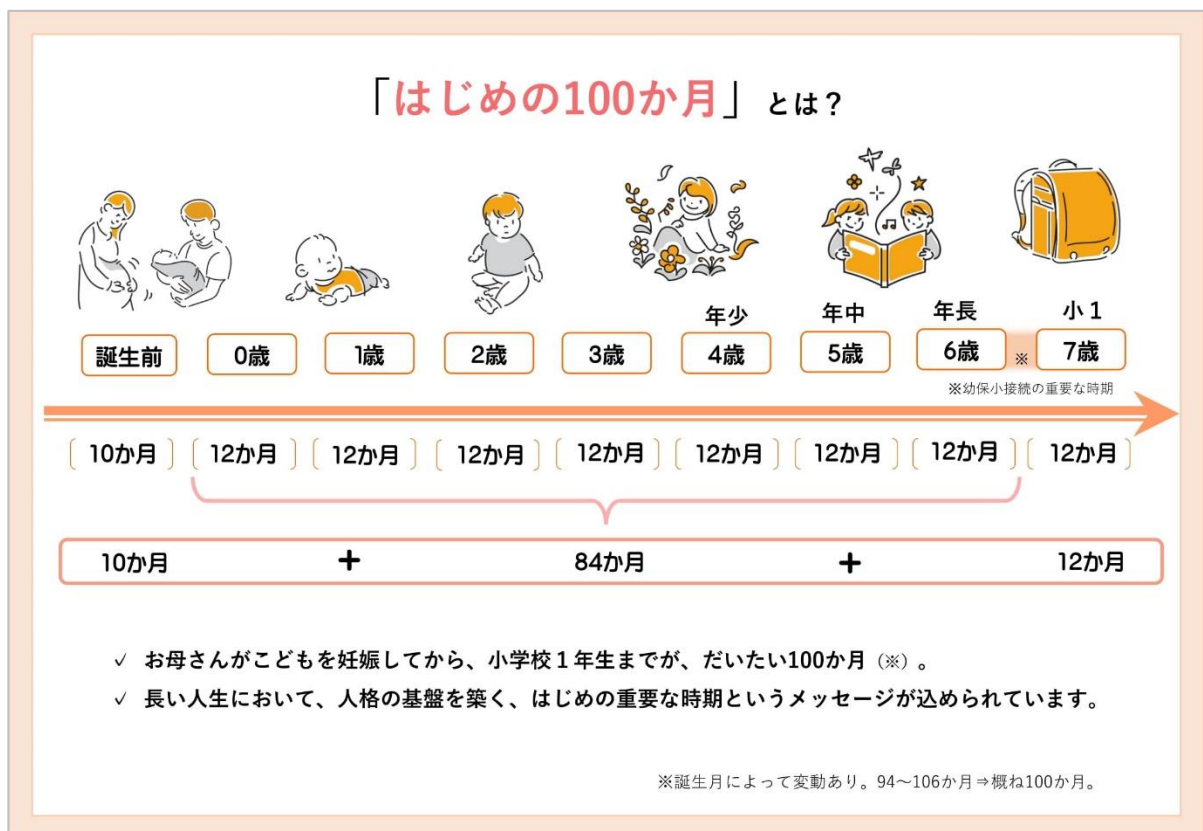 「はじめの100か月」とは？
年少 年中 年長 小1
誕生前 0歳 1歳 2歳 3歳 4歳 5歳 6歳 ※ 7歳
※幼保小接続の重要な時期
〔10か月〕〔12か月〕〔12か月〕〔12か月〕〔12か月〕〔12か月〕〔12か月〕〔12か月〕〔12か月〕
10か月 + 84か月 + 12か月
✓ お母さんがこどもを妊娠してから、小学校１年生までが、だいたい100か月（※）。
✓ 長い人生において、人格の基盤を築く、はじめの重要な時期というメッセージが込められています。
※誕生月によって変動あり。94～106か月⇒概ね100か月。